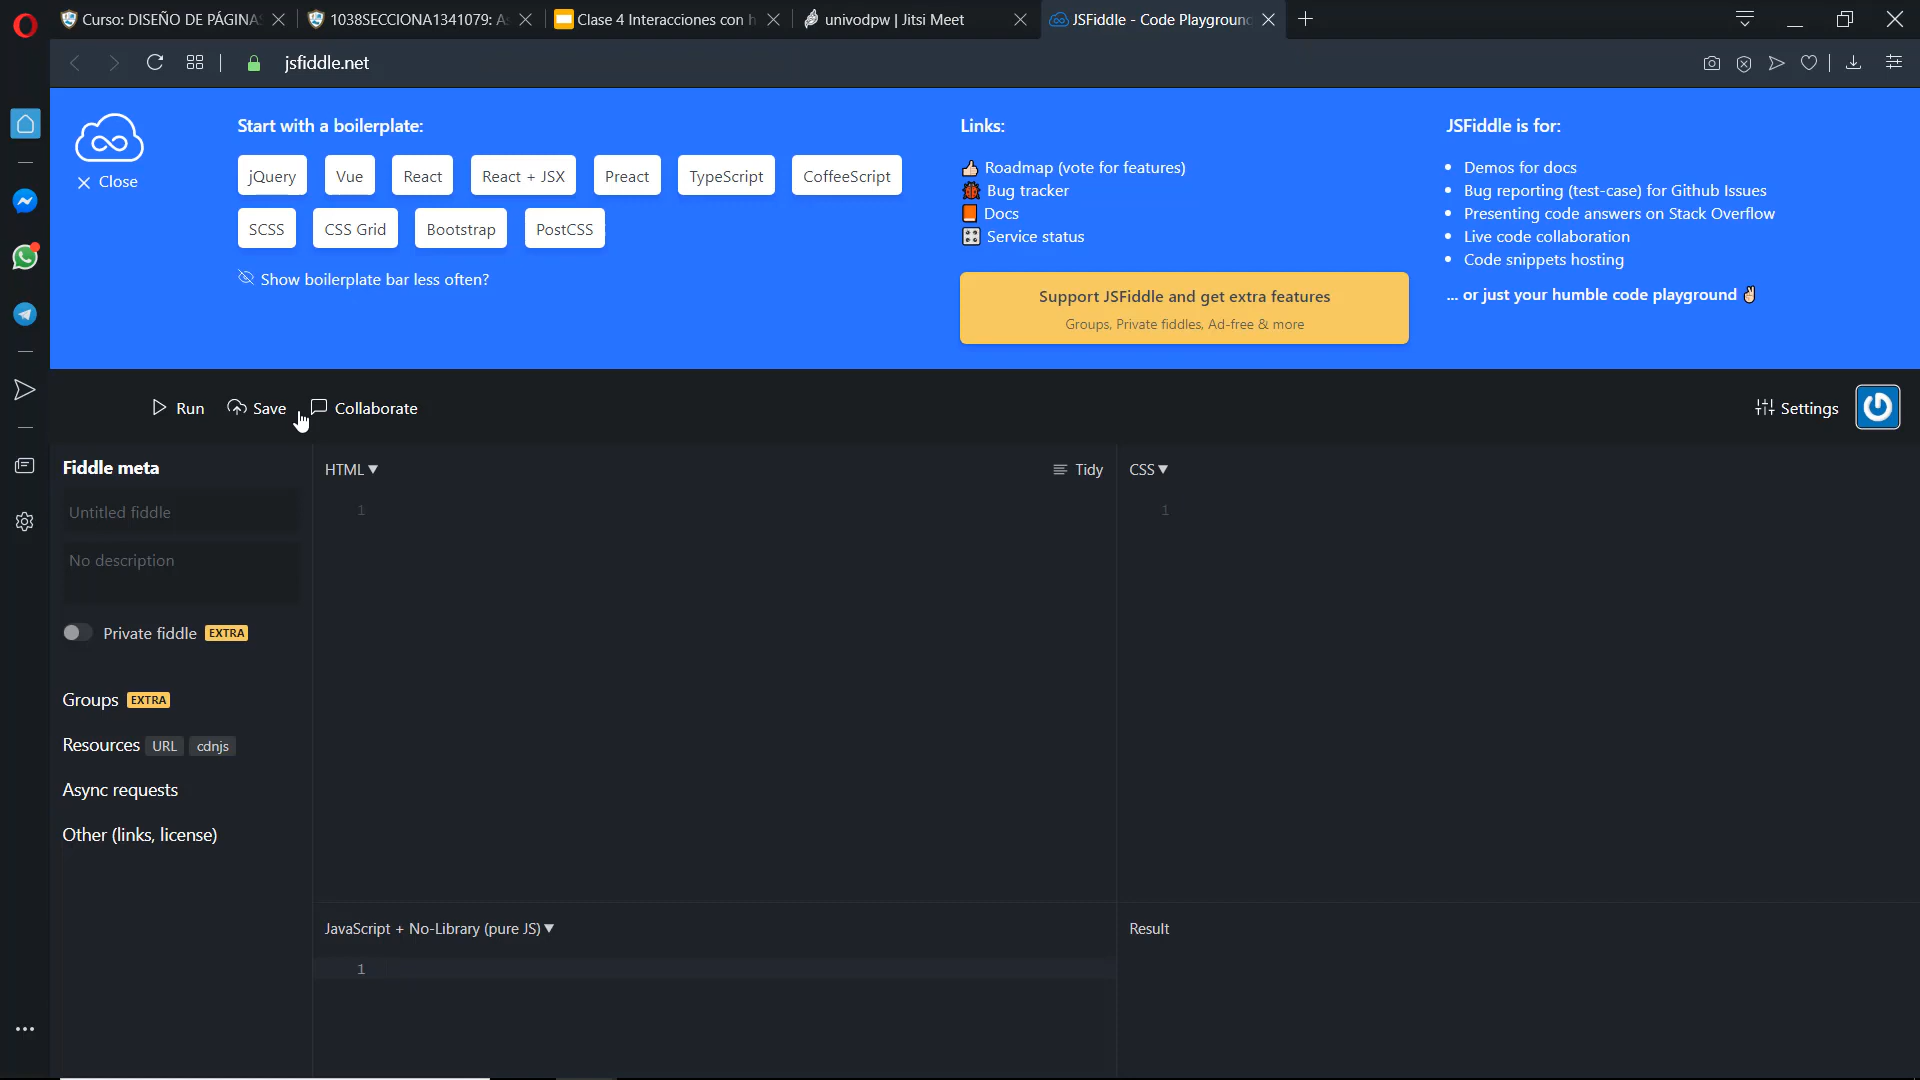 Curso: DISEÑO DE PÁGINAS
1038SECCIONA1341079: A
Clase 4 Interacciones con h
univodpw | Jitsi Meet
JSFiddle - Code Playground
jsfiddle.net
Close
Start with a boilerplate:
jQuery
Vue
React
React + JSX
Preact
TypeScript
CoffeeScript
SCSS
CSS Grid
Bootstrap
PostCSS
Show boilerplate bar less often?
Links:
Roadmap (vote for features)
Bug tracker
Docs
Service status
Support JSFiddle and get extra features
Groups, Private fiddles, Ad-free & more
JSFiddle is for:
• Demos for docs
• Bug reporting (test-case) for Github Issues
• Presenting code answers on Stack Overflow
• Live code collaboration
• Code snippets hosting
... or just your humble code playground ✌🏻
Run
Save
Collaborate
Settings
Fiddle meta
Untitled fiddle
No description
Private fiddle EXTRA
Groups EXTRA
Resources URL cdnjs
Async requests
Other (links, license)
HTML ▼
Tidy
1
CSS ▼
1
JavaScript + No-Library (pure JS) ▼
1
Result